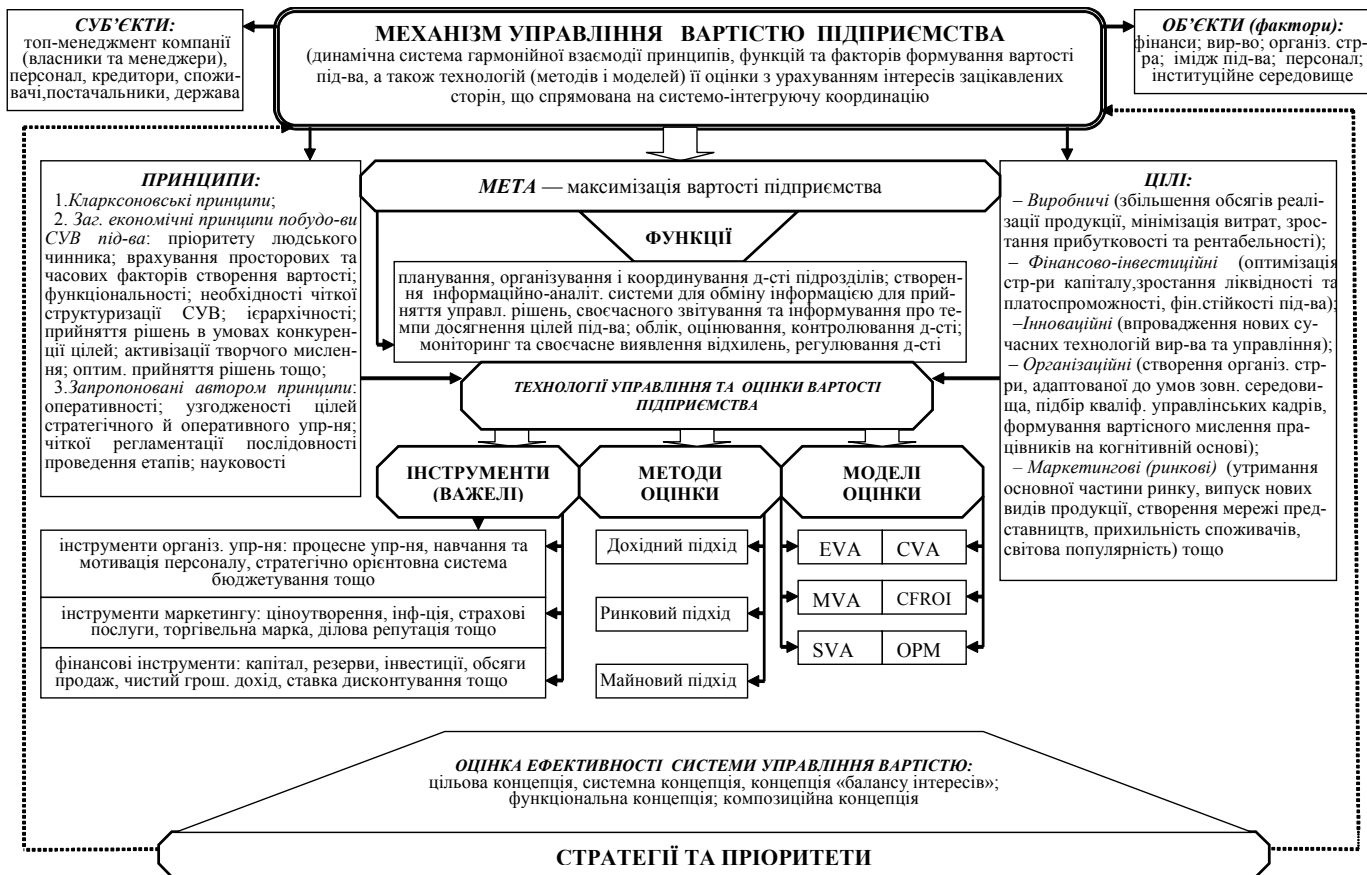 СУБ’ЄКТИ:
топ-менеджмент компанії
(власники та менеджери),
персонал, кредитори, спожи-
вачі,постачальники, держава
МЕХАНІЗМ УПРАВЛІННЯ ВАРТІСТЮ ПІДПРИЄМСТВА
(динамічна система гармонійної взаємодії принципів, функцій та факторів формування вартості
під-ва, а також технологій (методів і моделей) її оцінки з урахуванням інтересів зацікавлених
сторін, що спрямована на системо-інтегруючу координацію
ОБ’ЄКТИ (фактори):
фінанси; вир-во; організ. стр-
ра; імідж під-ва; персонал;
інституційне середовище
ПРИНЦИПИ:
1.Кларксоновські принципи;
2. Заг. економічні принципи побудо-ви
СУВ під-ва: пріоритету людського
чинника; врахування просторових та
часових факторів створення вартості;
функціональності; необхідності чіткої
структуризації СУВ; ієрархічності;
прийняття рішень в умовах конкурен-
ції цілей; активізації творчого мислен-
ня; оптим. прийняття рішень тощо;
3.Запропоновані автором принципи:
оперативності; узгодженості цілей
стратегічного й оперативного упр-ня;
чіткої регламентації послідовності
проведення етапів; науковості
МЕТА — максимізація вартості підприємства
ФУНКЦІЇ
планування, організування і координування д-сті підрозділів; створен-
ня інформаційно-аналіт. системи для обміну інформацією для прий-
няття управл. рішень, своєчасного звітування та інформування про те-
мпи досягнення цілей під-ва; облік, оцінювання, контролювання д-сті;
моніторинг та своєчасне виявлення відхилень, регулювання д-сті
ЦІЛІ:
– Виробничі (збільшення обсягів реалі-
зації продукції, мінімізація витрат, зрос-
тання прибутковості та рентабельності);
– Фінансово-інвестиційні (оптимізація
стр-ри капіталу,зростання ліквідності та
платоспроможності, фін.стійкості під-ва);
–Інноваційні (впровадження нових су-
часних технологій вир-ва та управління);
– Організаційні (створення організ. стр-
ри, адаптованої до умов зовн. середови-
ща, підбір кваліф. управлінських кадрів,
формування вартісного мислення пра-
цівників на когнітивній основі);
– Маркетингові (ринкові) (утримання
основної частини ринку, випуск нових
видів продукції, створення мережі пред-
ставництв, прихильність споживачів,
світова популярність) тощо
ТЕХНОЛОГІЇ УПРАВЛІННЯ ТА ОЦІНКИ ВАРТОСТІ
ПІДПРИЄМСТВА
ІНСТРУМЕНТИ
(ВАЖЕЛІ)
МЕТОДИ
ОЦІНКИ
МОДЕЛІ
ОЦІНКИ
інструменти організ. упр-ня: процесне упр-ня, навчання та
мотивація персоналу, стратегічно орієнтовна система
бюджетування тощо
інструменти маркетингу: ціноутворення, інф-ція, страхові
послуги, торгівельна марка, ділова репутація тощо
фінансові інструменти: капітал, резерви, інвестиції, обсяги
продаж, чистий грош. дохід, ставка дисконтування тощо
Дохідний підхід
Ринковий підхід
Майновий підхід
EVA CVA
MVA CFROI
SVA OPM
ОЦІНКА ЕФЕКТИВНОСТІ СИСТЕМИ УПРАВЛІННЯ ВАРТІСТЮ:
цільова концепція, системна концепція, концепція «балансу інтересів»;
функціональна концепція; композиційна концепція
СТРАТЕГІЇ ТА ПРІОРИТЕТИ